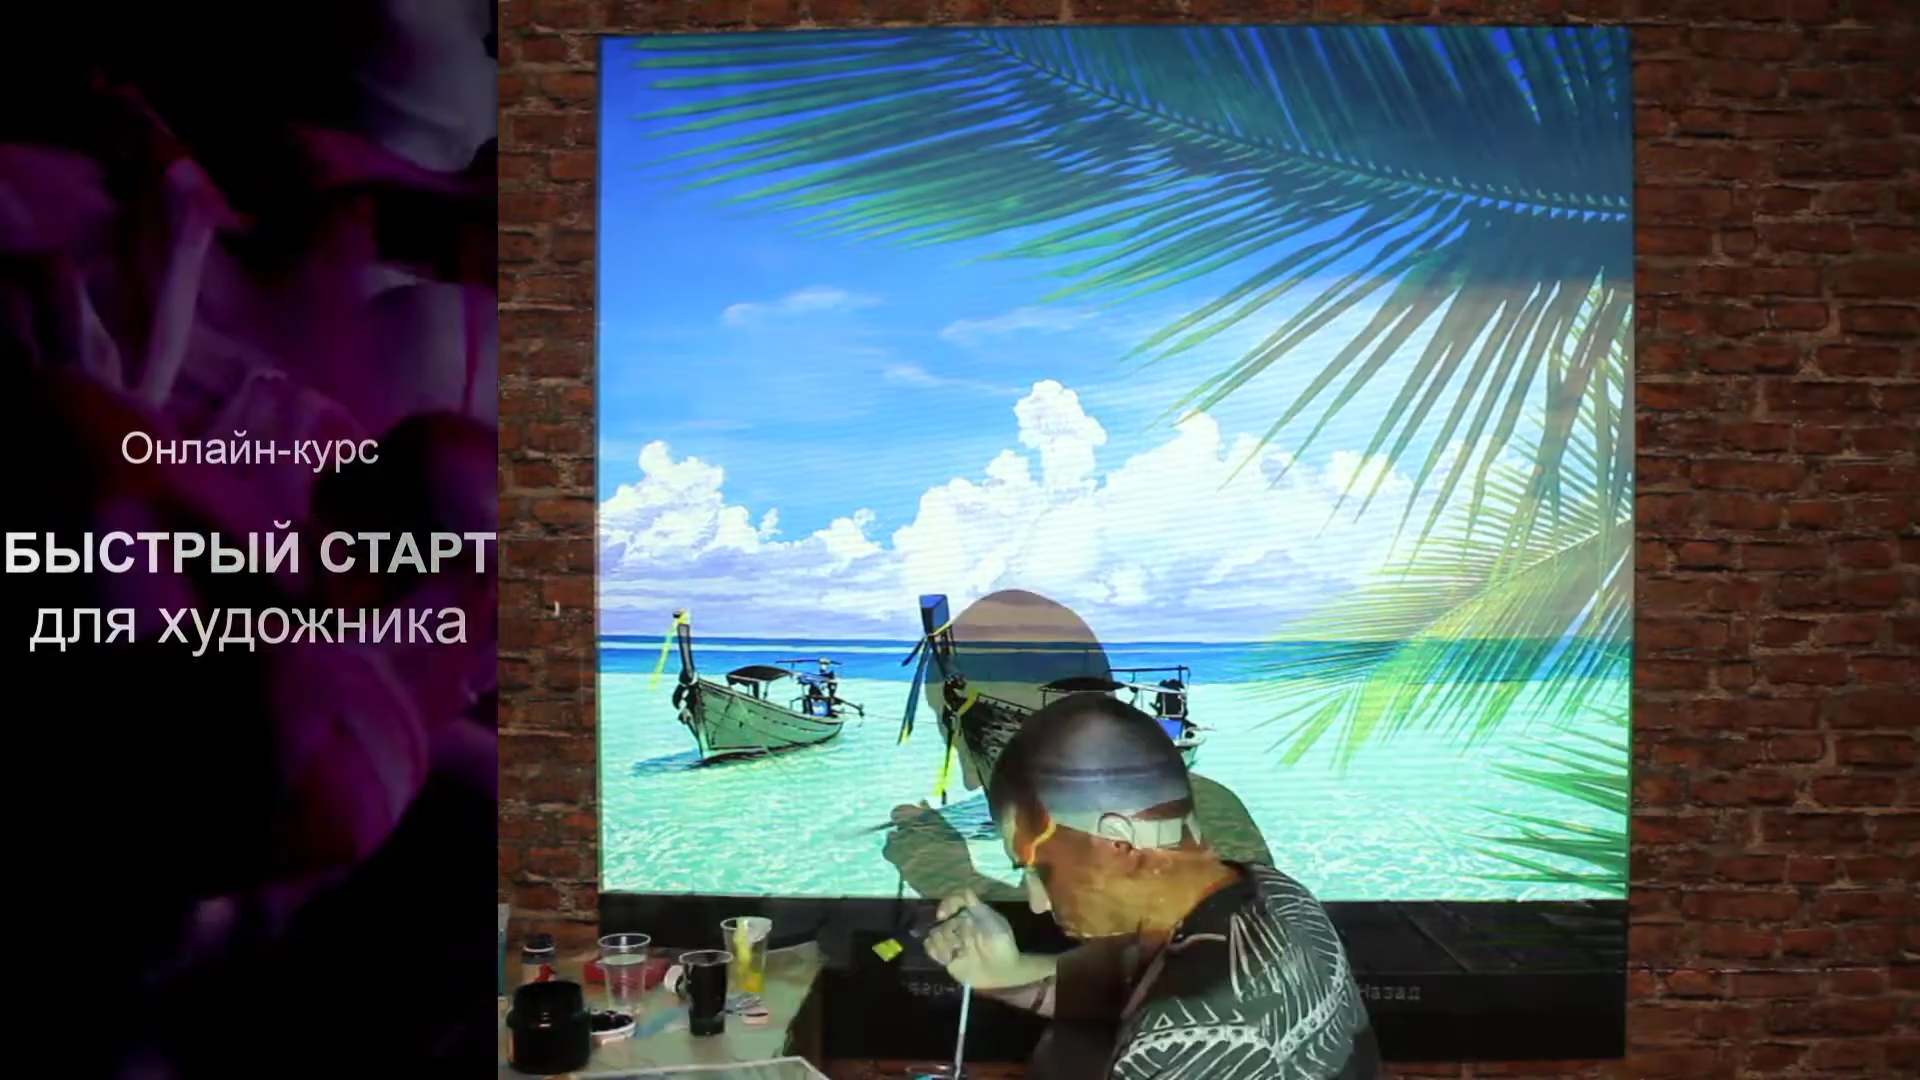 Онлайн-курс
БЫСТРЫЙ СТАРТ
для художника
Назад